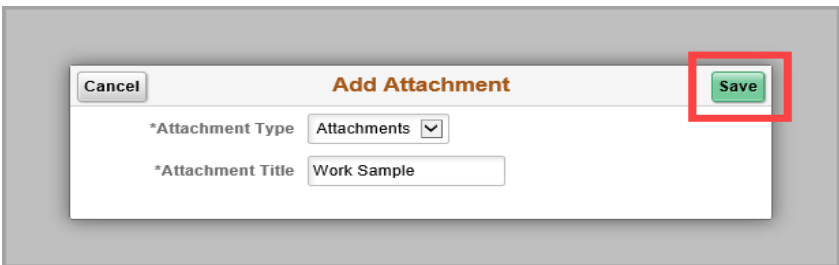 Cancel Add Attachment Save
*Attachment Type Attachments
*Attachment Title Work Sample